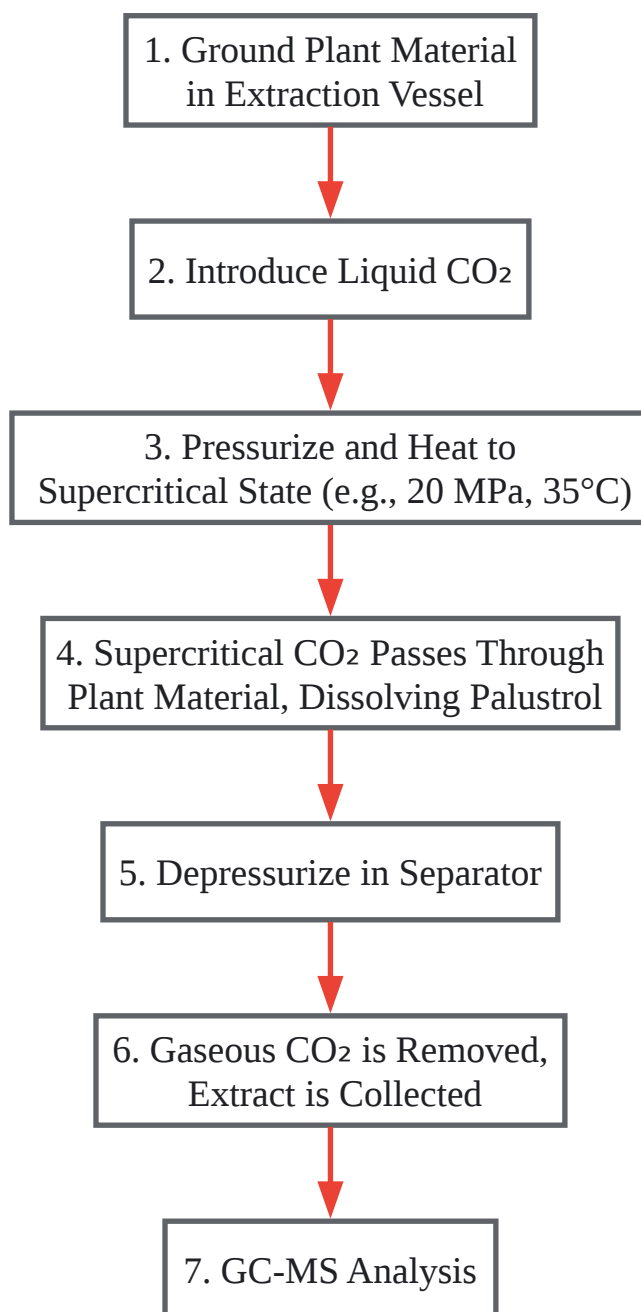 1. Ground Plant Material
in Extraction Vessel
2. Introduce Liquid CO₂
3. Pressurize and Heat to
Supercritical State (e.g., 20 MPa, 35°C)
4. Supercritical CO₂ Passes Through
Plant Material, Dissolving Palustrol
5. Depressurize in Separator
6. Gaseous CO₂ is Removed,
Extract is Collected
7. GC-MS Analysis